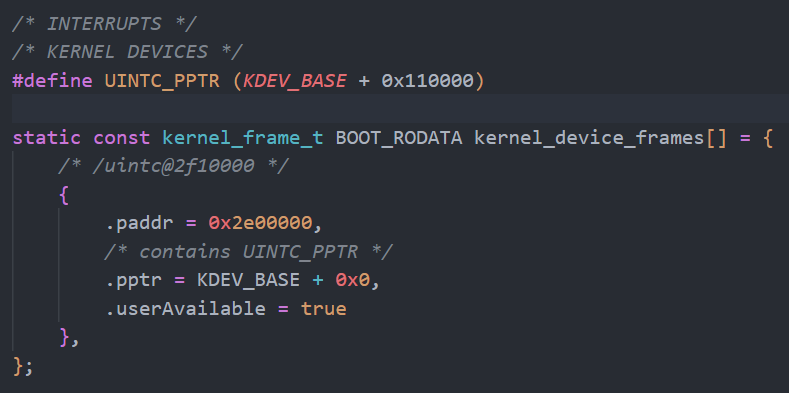 /* INTERRUPTS */
/* KERNEL DEVICES */
#define UINTC_PPTR (KDEV_BASE + 0x110000)
static const kernel_frame_t BOOT_RODATA kernel_device_frames[] = {
/* /uintc@2f10000 */
{
.paddr = 0x2e00000,
/* contains UINTC_PPTR */
.pptr = KDEV_BASE + 0x0,
.userAvailable = true
},
};